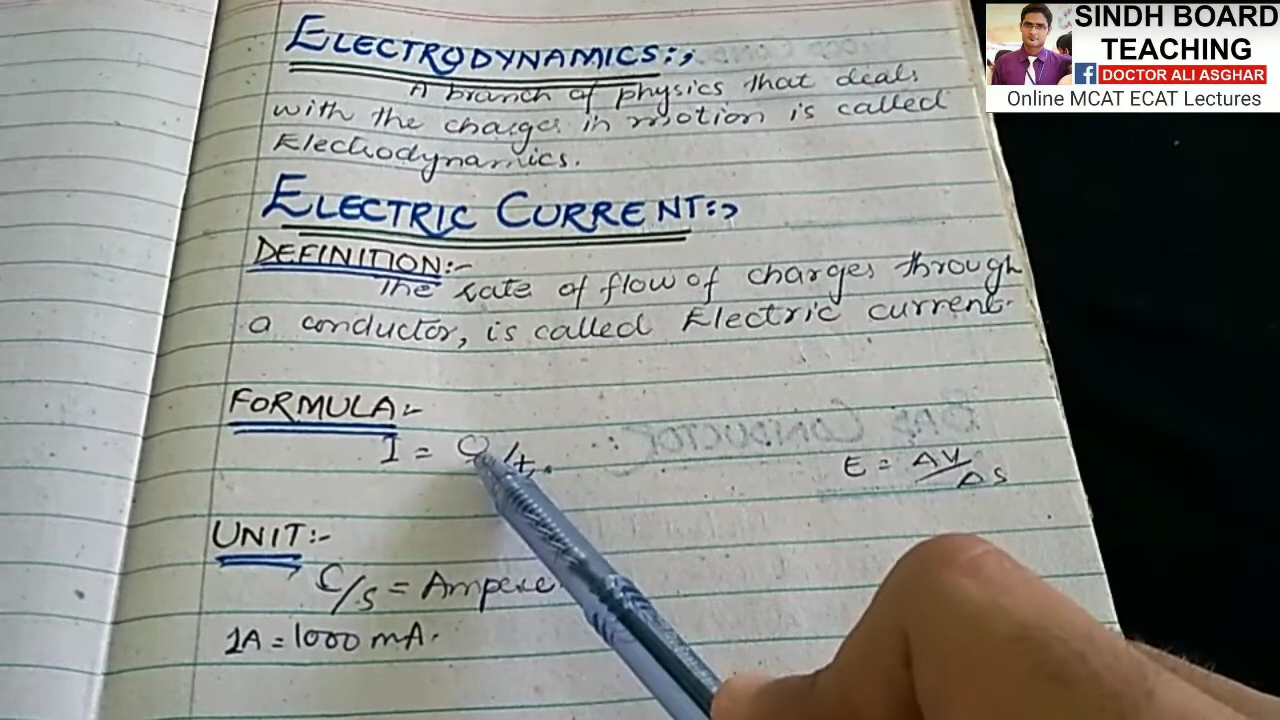 SINDH BOARD
TEACHING
DOCTOR ALI ASGHAR
Online MCAT ECAT Lectures
ELECTRODYNAMICS:,
A branch of physics that deals
with the charges in motion is called
Electrodynamics.
ELECTRIC CURRENT:,
DEFINITION:-
The rate of flow of charges through
a conductor, is called Electric current.
FORMULA:-
I = Q/t.
E = ΔV/ΔS
UNIT:-
C/S = Ampere
1A = 1000 mA.